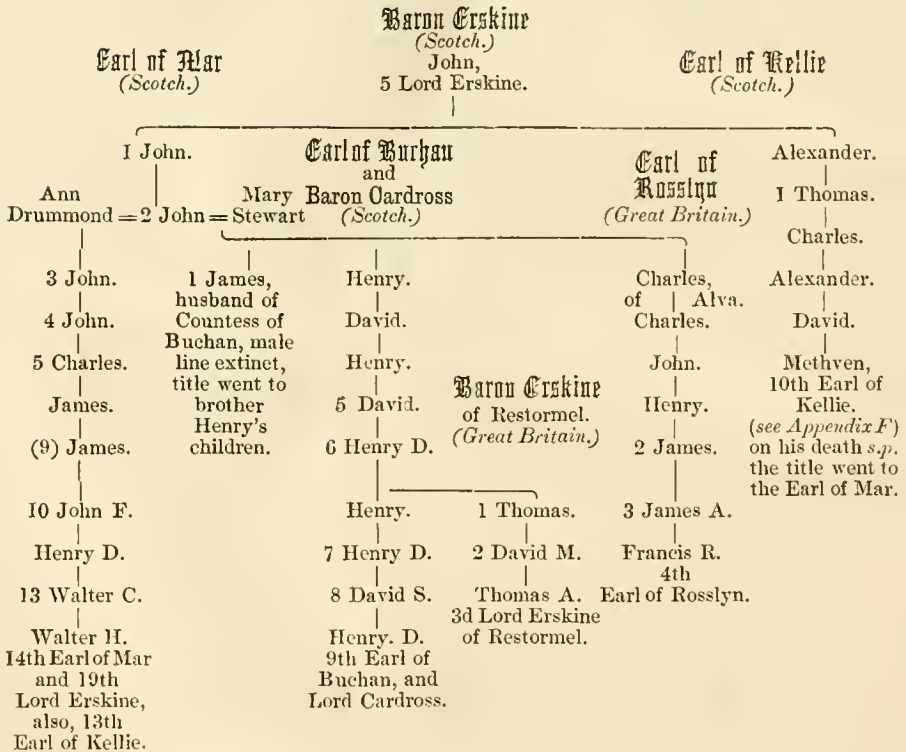 Baron Erskine
(Scotch.)
John,
5 Lord Erskine.
Earl of Mar
(Scotch.)
Earl of Kellie
(Scotch.)
1 John.
Ann
Drummond = 2 John = Mary
Stewart
Earl of Buchan
and
Baron Cardross
(Scotch.)
Earl of
Rosslyn
(Great Britain.)
Alexander.
1 Thomas.
Charles.
Alexander.
David.
Methven,
10th Earl of
Kellie.
(see Appendix F)
on his death s.p.
the title went to
the Earl of Mar.
3 John.
4 John.
5 Charles.
James.
(9) James.
10 John F.
Henry D.
13 Walter C.
Walter H.
14th Earl of Mar
and 19th
Lord Erskine,
also, 13th
Earl of Kellie.
1 James,
husband of
Countess of
Buchan, male
line extinct,
title went to
brother
Henry's
children.
Henry.
David.
Henry.
5 David.
6 Henry D.
Henry.
7 Henry D.
8 David S.
Henry. D.
9th Earl of
Buchan, and
Lord Cardross.
Baron Erskine
of Restormel.
(Great Britain.)
1 Thomas.
2 David M.
Thomas A.
3d Lord Erskine
of Restormel.
Charles,
of Alva.
Charles.
John.
Henry.
2 James.
3 James A.
Francis R.
4th
Earl of Rosslyn.